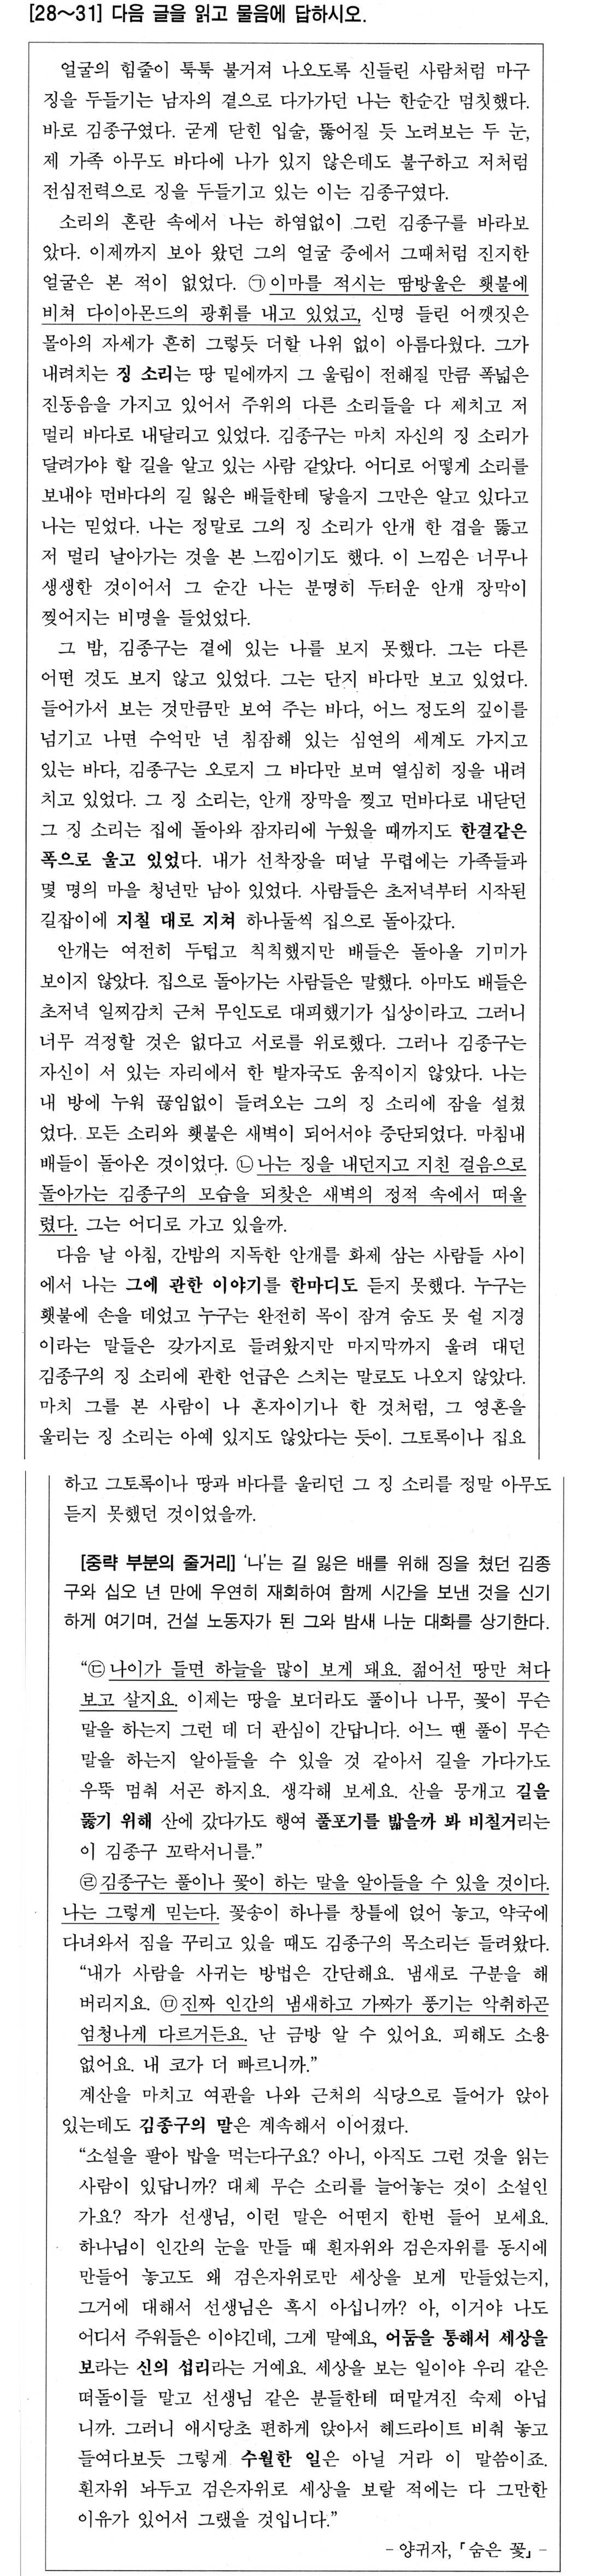 [28～31] 다음 글을 읽고 물음에 답하시오.
얼굴의 힘줄이 툭툭 불거져 나오도록 신들린 사람처럼 마구
징을 두들기는 남자의 곁으로 다가가던 나는 한순간 멈칫했다.
바로 김종구였다. 굳게 닫힌 입술, 뚫어질 듯 노려보는 두 눈,
제 가족 아무도 바다에 나가 있지 않은데도 불구하고 저처럼
전심전력으로 징을 두들기고 있는 이는 김종구였다.
소리의 혼란 속에서 나는 하염없이 그런 김종구를 바라보
았다. 이제까지 보아 왔던 그의 얼굴 중에서 그때처럼 진지한
얼굴은 본 적이 없었다. ㉠이마를 적시는 땀방울은 횃불에
비쳐 다이아몬드의 광휘를 내고 있었고, 신명 들린 어깻짓은
몰아의 자세가 흔히 그렇듯 더할 나위 없이 아름다웠다. 그가
내려치는 징 소리는 땅 밑에까지 그 울림이 전해질 만큼 폭넓은
진동음을 가지고 있어서 주위의 다른 소리들을 다 제치고 저
멀리 바다로 내달리고 있었다. 김종구는 마치 자신의 징 소리가
달려가야 할 길을 알고 있는 사람 같았다. 어디로 어떻게 소리를
보내야 먼바다의 길 잃은 배들한테 닿을지 그만은 알고 있다고
나는 믿었다. 나는 정말로 그의 징 소리가 안개 한 겹을 뚫고
저 멀리 날아가는 것을 본 느낌이기도 했다. 이 느낌은 너무나
생생한 것이어서 그 순간 나는 분명히 두터운 안개 장막이
찢어지는 비명을 들었었다.
그 밤, 김종구는 곁에 있는 나를 보지 못했다. 그는 다른
어떤 것도 보지 않고 있었다. 그는 단지 바다만 보고 있었다.
들어가서 보는 것만큼만 보여 주는 바다, 어느 정도의 깊이를
넘기고 나면 수억만 년 침잠해 있는 심연의 세계도 가지고
있는 바다, 김종구는 오로지 그 바다만 보며 열심히 징을 내려
치고 있었다. 그 징 소리는, 안개 장막을 찢고 먼바다로 내닫던
그 징 소리는 집에 돌아와 잠자리에 누웠을 때까지도 한결같은
폭으로 울고 있었다. 내가 선착장을 떠날 무렵에는 가족들과
몇 명의 마을 청년만 남아 있었다. 사람들은 초저녁부터 시작된
길잡이에 지칠 대로 지쳐 하나둘씩 집으로 돌아갔다.
안개는 여전히 두텁고 칙칙했지만 배들은 돌아올 기미가
보이지 않았다. 집으로 돌아가는 사람들은 말했다. 아마도 배들은
초저녁 일찌감치 근처 무인도로 대피했기가 십상이라고. 그러니
너무 걱정할 것은 없다고 서로를 위로했다. 그러나 김종구는
자신이 서 있는 자리에서 한 발자국도 움직이지 않았다. 나는
내 방에 누워 끊임없이 들려오는 그의 징 소리에 잠을 설쳤
었다. 모든 소리와 횃불은 새벽이 되어서야 중단되었다. 마침내
배들이 돌아온 것이었다. ㉡나는 징을 내던지고 지친 걸음으로
돌아가는 김종구의 모습을 되찾은 새벽의 정적 속에서 떠올
렸다. 그는 어디로 가고 있을까.
다음 날 아침, 간밤의 지독한 안개를 화제 삼는 사람들 사이
에서 나는 그에 관한 이야기를 한마디도 듣지 못했다. 누구는
횃불에 손을 데었고 누구는 완전히 목이 잠겨 숨도 못 쉴 지경
이라는 말들은 갖가지로 들려왔지만 마지막까지 울려 대던
김종구의 징 소리에 관한 언급은 스치는 말로도 나오지 않았다.
마치 그를 본 사람이 나 혼자이기나 한 것처럼, 그 영혼을
울리는 징 소리는 아예 있지도 않았다는 듯이. 그토록이나 집요
하고 그토록이나 땅과 바다를 울리던 그 징 소리를 정말 아무도
듣지 못했던 것이었을까.
[중략 부분의 줄거리] ‘나’는 길 잃은 배를 위해 징을 쳤던 김종
구와 십오 년 만에 우연히 재회하여 함께 시간을 보낸 것을 신기
하게 여기며, 건설 노동자가 된 그와 밤새 나눈 대화를 상기한다.
“㉢나이가 들면 하늘을 많이 보게 돼요. 젊어선 땅만 쳐다
보고 살지요. 이제는 땅을 보더라도 풀이나 나무, 꽃이 무슨
말을 하는지 그런 데 더 관심이 간답니다. 어느 땐 풀이 무슨
말을 하는지 알아들을 수 있을 것 같아서 길을 가다가도
우뚝 멈춰 서곤 하지요. 생각해 보세요. 산을 뭉개고 길을
뚫기 위해 산에 갔다가도 행여 풀포기를 밟을까 봐 비칠거리는
이 김종구 꼬락서니를.”
㉣김종구는 풀이나 꽃이 하는 말을 알아들을 수 있을 것이다.
나는 그렇게 믿는다. 꽃송이 하나를 창틀에 얹어 놓고, 약국에
다녀와서 짐을 꾸리고 있을 때도 김종구의 목소리는 들려왔다.
“내가 사람을 사귀는 방법은 간단해요. 냄새로 구분을 해
버리지요. ㉤진짜 인간의 냄새하고 가짜가 풍기는 악취하곤
엄청나게 다르거든요. 난 금방 알 수 있어요. 피해도 소용
없어요. 내 코가 더 빠르니까.”
계산을 마치고 여관을 나와 근처의 식당으로 들어가 앉아
있는데도 김종구의 말은 계속해서 이어졌다.
“소설을 팔아 밥을 먹는다구요? 아니, 아직도 그런 것을 읽는
사람이 있답니까? 대체 무슨 소리를 늘어놓는 것이 소설인
가요? 작가 선생님, 이런 말은 어떤지 한번 들어 보세요.
하나님이 인간의 눈을 만들 때 흰자위와 검은자위를 동시에
만들어 놓고도 왜 검은자위로만 세상을 보게 만들었는지,
그거에 대해서 선생님은 혹시 아십니까? 아, 이거야 나도
어디서 주워들은 이야긴데, 그게 말예요, 어둠을 통해서 세상을
보라는 신의 섭리라는 거예요. 세상을 보는 일이야 우리 같은
떠돌이들 말고 선생님 같은 분들한테 떠맡겨진 숙제 아닙
니까. 그러니 애시당초 편하게 앉아서 헤드라이트 비춰 놓고
들여다보듯 그렇게 수월한 일은 아닐 거라 이 말씀이죠.
흰자위 놔두고 검은자위로 세상을 보랄 적에는 다 그만한
이유가 있어서 그랬을 것입니다.”
- 양귀자, 「숨은 꽃」 -